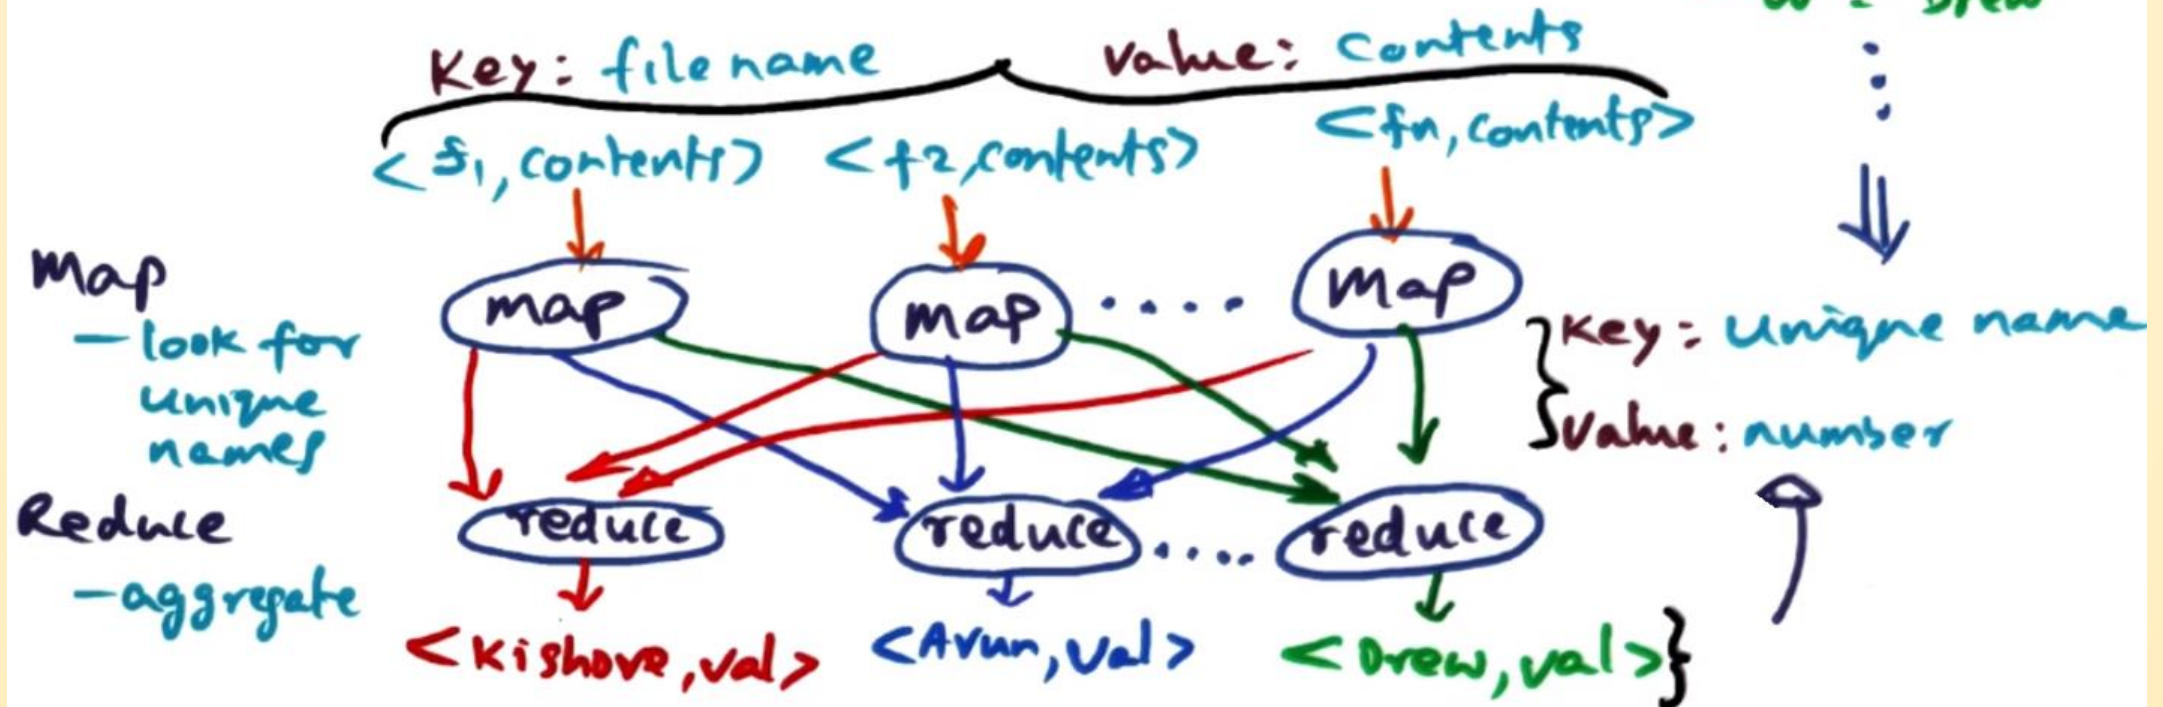 Key: filename Value: Contents
<f1, contents> <f2, contents> <fn, contents>
Map
map map .... Map
- look for
unique
names
Key: unique name
Value: number
Reduce
reduce reduce .... reduce
- aggregate
<Kishore, val> <Arun, val> <Drew, val>